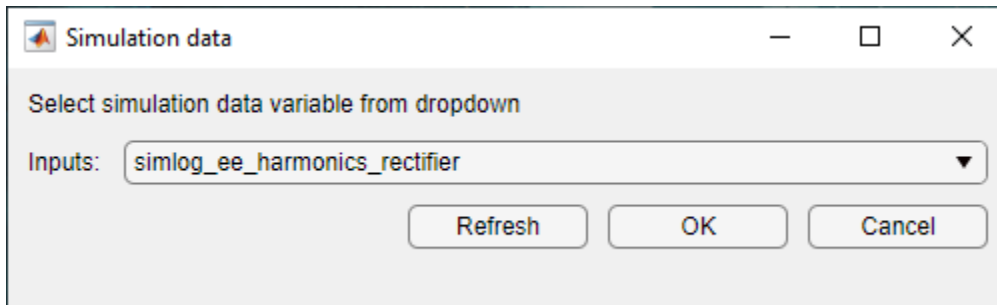 Simulation data
Select simulation data variable from dropdown
Inputs: simlog_ee_harmonics_rectifier
Refresh OK Cancel